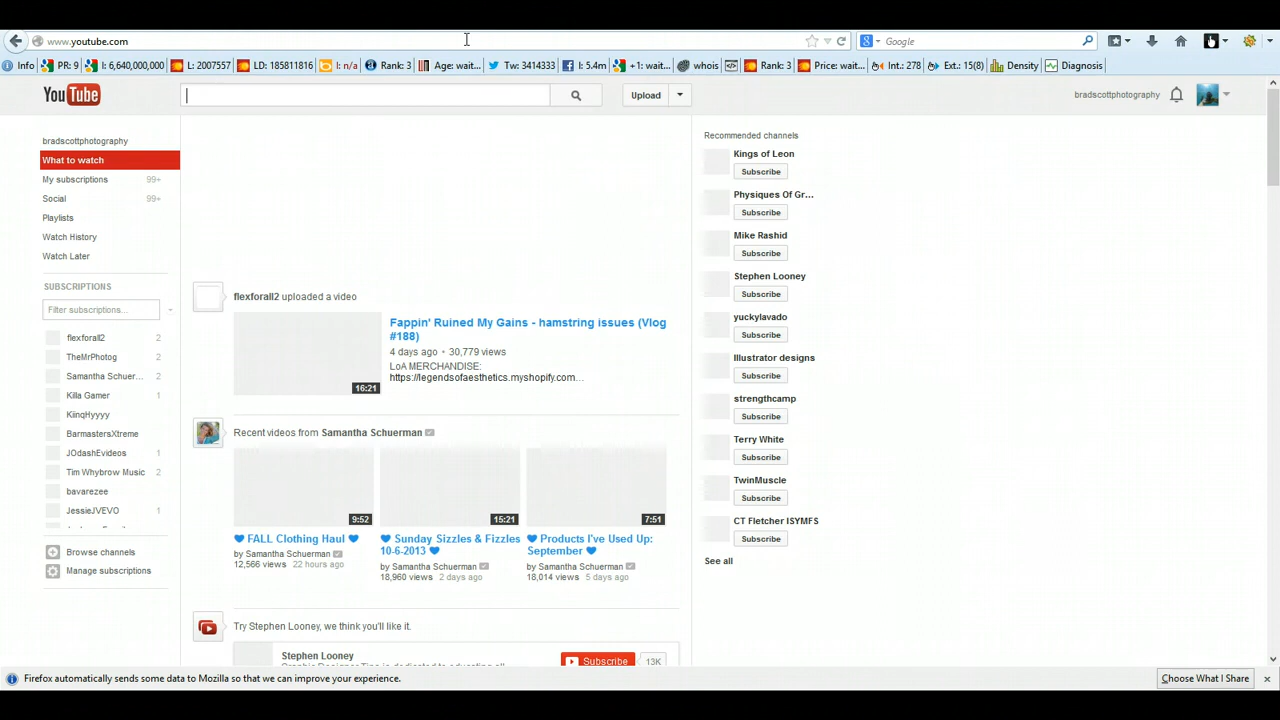 www.youtube.com
Google
Info PR: 9 I: 6,640,000,000 L: 2007557 LD: 185811816 I: n/a Rank: 3 Age: wait... Tw: 3414333 I: 5.4m +1: wait... whois Rank: 3 Price: wait... Int.: 278 Ext.: 15(8) Density Diagnosis
YouTube
Upload
bradscottphotography
bradscottphotography
What to watch
My subscriptions 99+
Social 99+
Playlists
Watch History
Watch Later
SUBSCRIPTIONS
Filter subscriptions...
flexforall2 2
TheMrPhotog 2
Samantha Schuer... 2
Killa Gamer 1
KiinqHyyyy
BarmastersXtreme
JOdashEvideos 1
Tim Whybrow Music 2
bavarezee
JessieJVEVO 1
Browse channels
Manage subscriptions
flexforall2 uploaded a video
Fappin' Ruined My Gains - hamstring issues (Vlog
#188)
4 days ago • 30,779 views
LoA MERCHANDISE:
https://legendsofaesthetics.myshopify.com...
16:21
Recent videos from Samantha Schuerman
9:52
15:21
7:51
♥ FALL Clothing Haul ♥
by Samantha Schuerman
12,566 views 22 hours ago
♥ Sunday Sizzles & Fizzles
10-6-2013 ♥
by Samantha Schuerman
18,960 views 2 days ago
♥ Products I've Used Up:
September ♥
by Samantha Schuerman
18,014 views 5 days ago
Try Stephen Looney, we think you'll like it.
Stephen Looney
Subscribe 13K
Recommended channels
Kings of Leon
Subscribe
Physiques Of Gr...
Subscribe
Mike Rashid
Subscribe
Stephen Looney
Subscribe
yuckylavado
Subscribe
Illustrator designs
Subscribe
strengthcamp
Subscribe
Terry White
Subscribe
TwinMuscle
Subscribe
CT Fletcher ISYMFS
Subscribe
See all
Firefox automatically sends some data to Mozilla so that we can improve your experience.
Choose What I Share